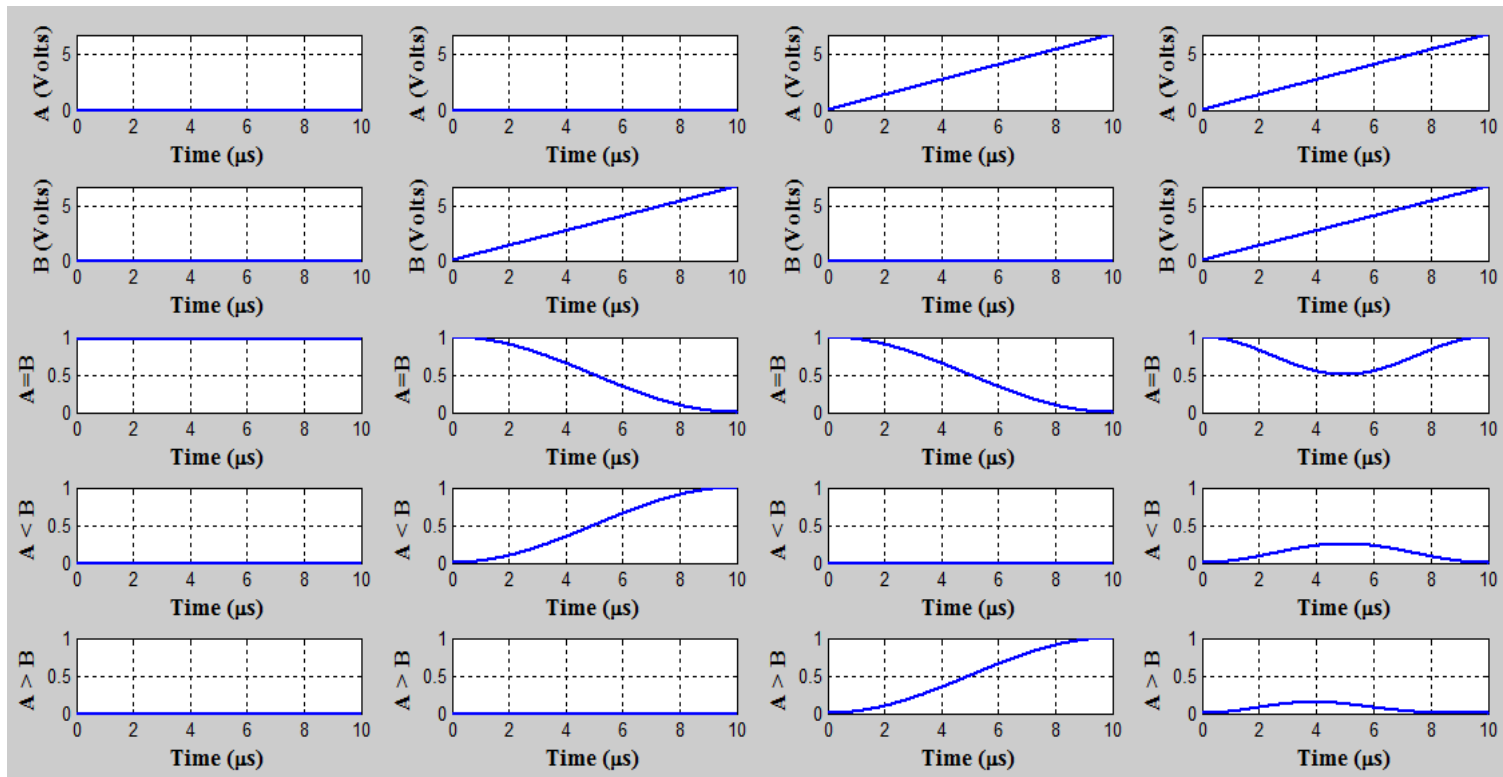 A (Volts) 5 0 0 2 4 6 8 10 Time (μs)
A (Volts) 5 0 0 2 4 6 8 10 Time (μs)
A (Volts) 5 0 0 2 4 6 8 10 Time (μs)
A (Volts) 5 0 0 2 4 6 8 10 Time (μs)
B (Volts) 5 0 0 2 4 6 8 10 Time (μs)
B (Volts) 5 0 0 2 4 6 8 10 Time (μs)
B (Volts) 5 0 0 2 4 6 8 10 Time (μs)
B (Volts) 5 0 0 2 4 6 8 10 Time (μs)
A=B 1 0.5 0 0 2 4 6 8 10 Time (μs)
A=B 1 0.5 0 0 2 4 6 8 10 Time (μs)
A=B 1 0.5 0 0 2 4 6 8 10 Time (μs)
A=B 1 0.5 0 0 2 4 6 8 10 Time (μs)
A < B 1 0.5 0 0 2 4 6 8 10 Time (μs)
A < B 1 0.5 0 0 2 4 6 8 10 Time (μs)
A < B 1 0.5 0 0 2 4 6 8 10 Time (μs)
A < B 1 0.5 0 0 2 4 6 8 10 Time (μs)
A > B 1 0.5 0 0 2 4 6 8 10 Time (μs)
A > B 1 0.5 0 0 2 4 6 8 10 Time (μs)
A > B 1 0.5 0 0 2 4 6 8 10 Time (μs)
A > B 1 0.5 0 0 2 4 6 8 10 Time (μs)